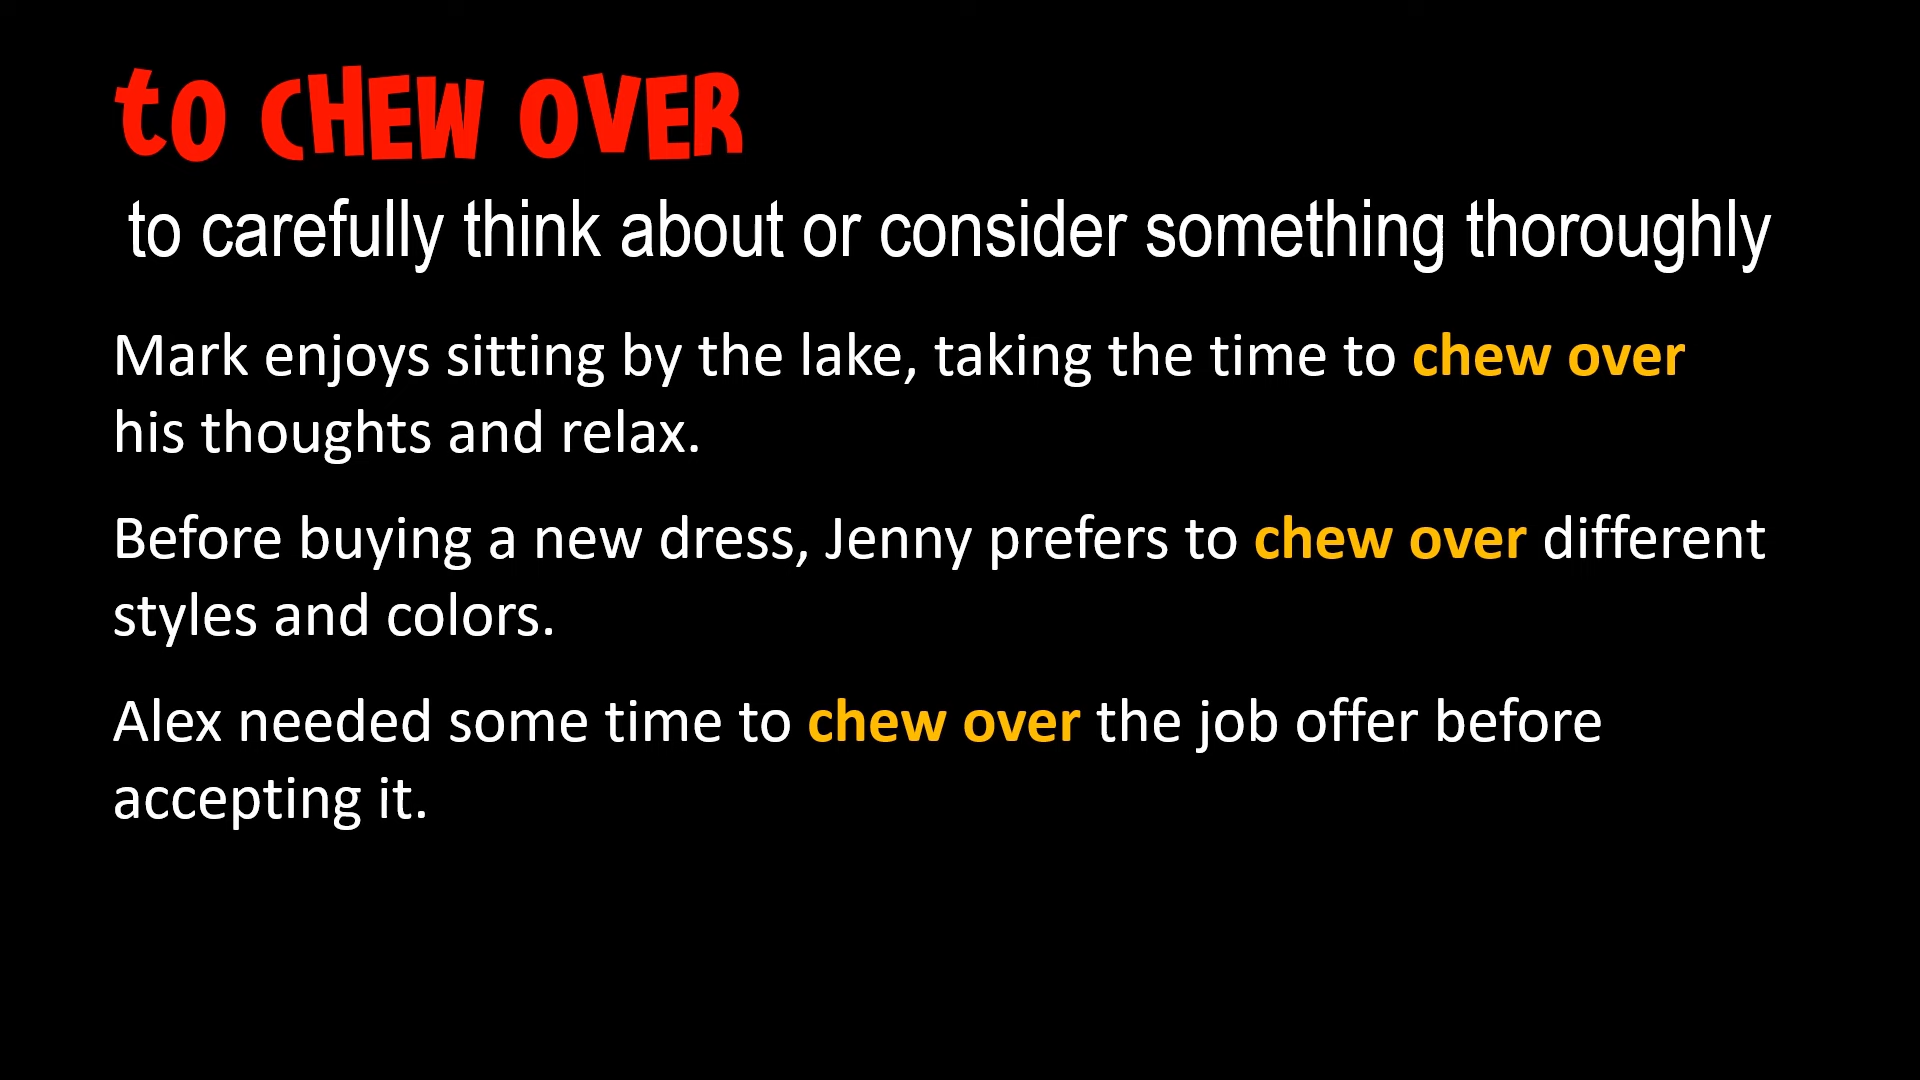 to CHEW OVER
to carefully think about or consider something thoroughly
Mark enjoys sitting by the lake, taking the time to chew over
his thoughts and relax.
Before buying a new dress, Jenny prefers to chew over different
styles and colors.
Alex needed some time to chew over the job offer before
accepting it.